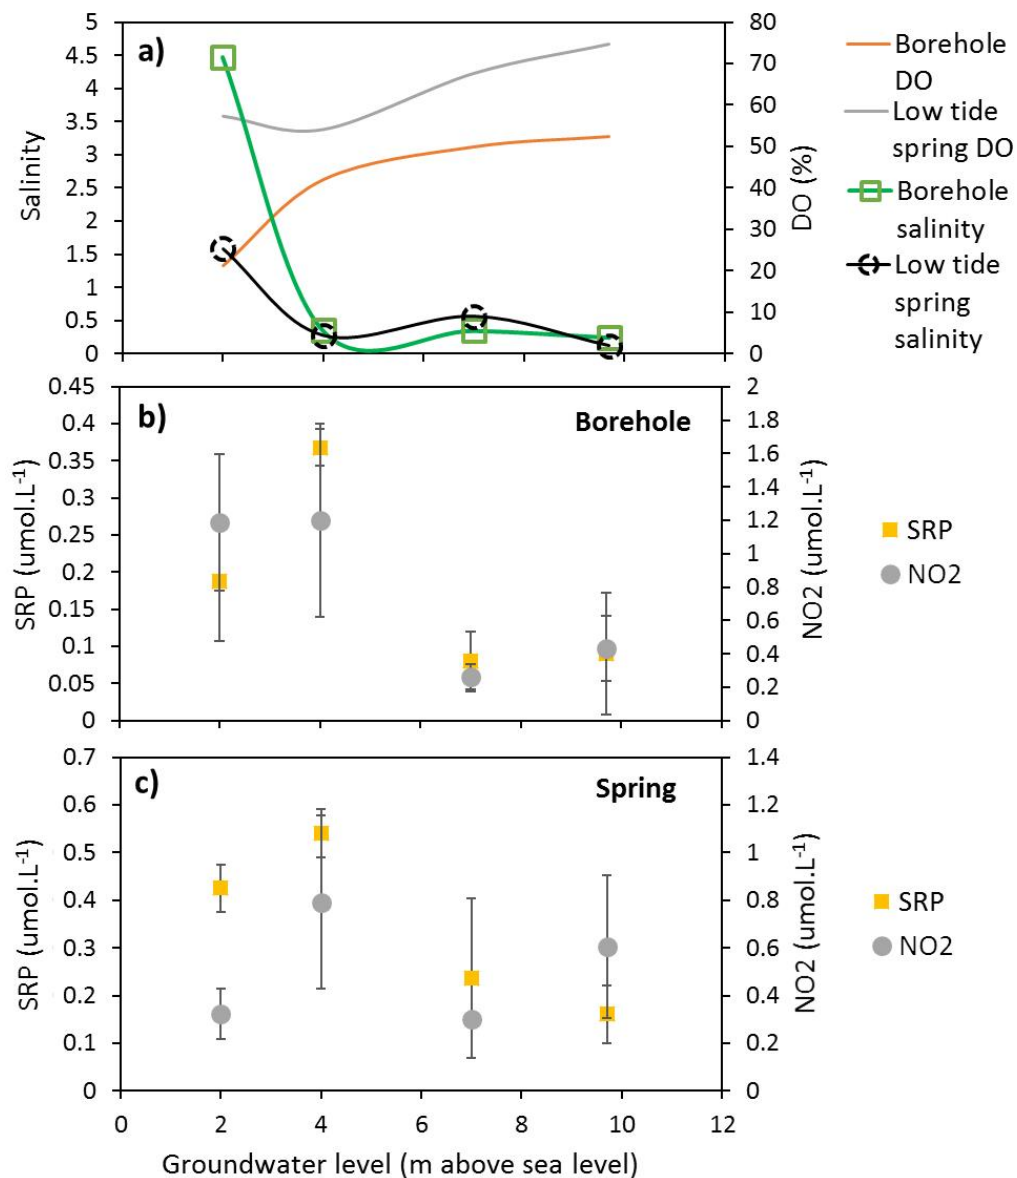 a)
Salinity
5
4.5
4
3.5
3
2.5
2
1.5
1
0.5
0
80
70
60
50
40
30
20
10
0
DO (%)
Borehole
DO
Low tide
spring DO
Borehole
salinity
Low tide
spring
salinity
b)
Borehole
SRP (umol.L-1)
0.45
0.4
0.35
0.3
0.25
0.2
0.15
0.1
0.05
0
2
1.8
1.6
1.4
1.2
1
0.8
0.6
0.4
0.2
0
NO2 (umol.L-1)
SRP
NO2
c)
Spring
SRP (umol.L-1)
0.7
0.6
0.5
0.4
0.3
0.2
0.1
0
1.4
1.2
1
0.8
0.6
0.4
0.2
0
NO2 (umol.L-1)
SRP
NO2
0 2 4 6 8 10 12
Groundwater level (m above sea level)